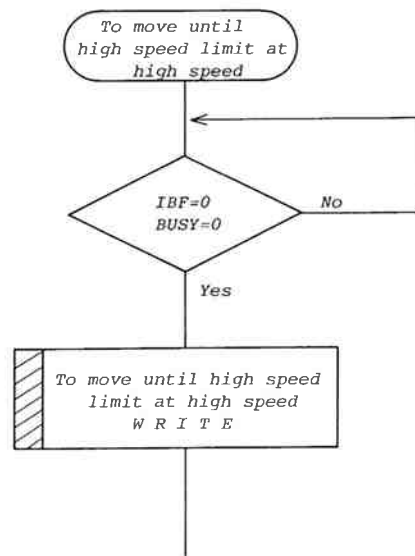 To move until
high speed limit at
high speed
IBF=0
BUSY=0
No
Yes
To move until high speed
limit at high speed
W R I T E